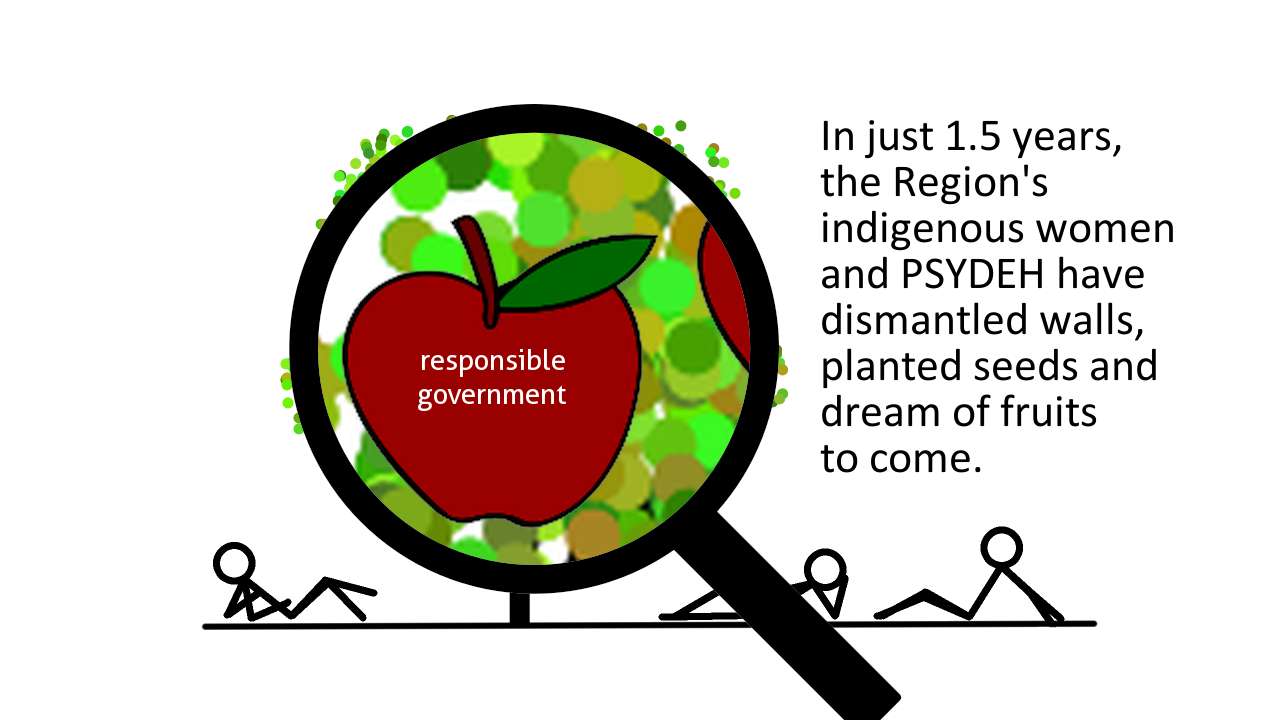 responsible
government
In just 1.5 years,
the Region's
indigenous women
and PSYDEH have
dismantled walls,
planted seeds and
dream of fruits
to come.